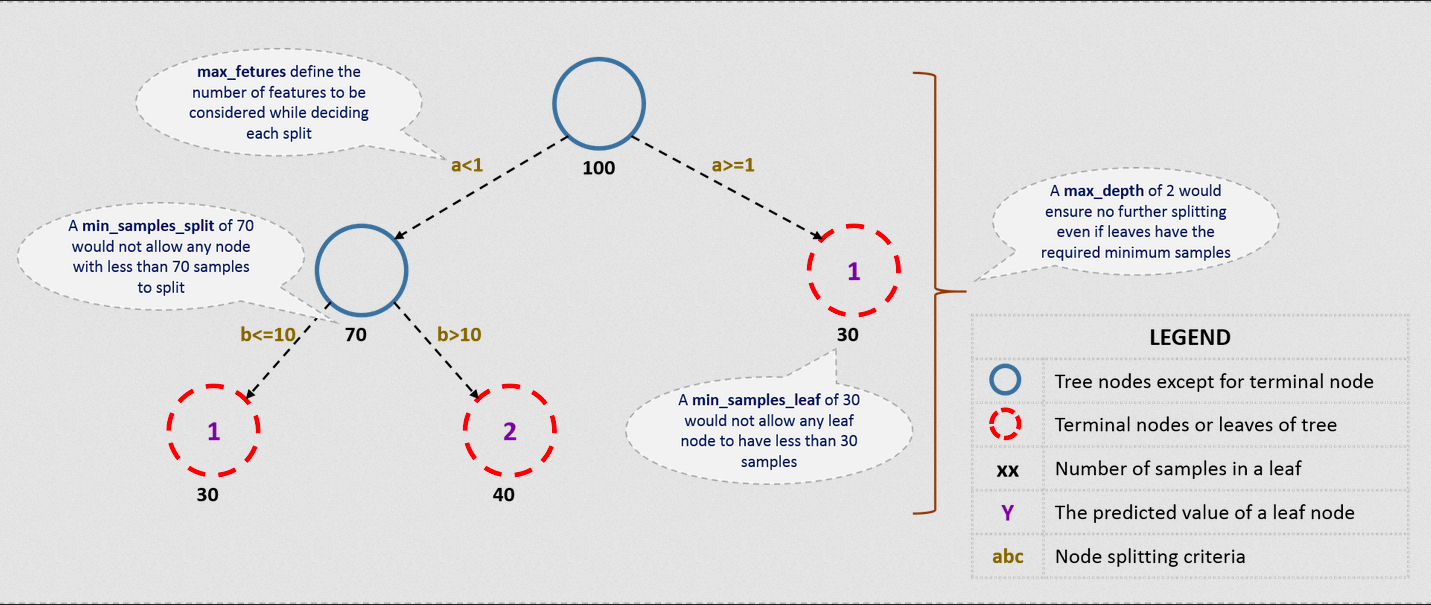 max_fetures define the
number of features to be
considered while deciding
each split
a<1
100
a>=1
A min_samples_split of 70
would not allow any node
with less than 70 samples
to split
A max_depth of 2 would
ensure no further splitting
even if leaves have the
required minimum samples
1
b<=10
70
b>10
30
1
30
2
40
A min_samples_leaf of 30
would not allow any leaf
node to have less than 30
samples
LEGEND
Tree nodes except for terminal node
Terminal nodes or leaves of tree
xx Number of samples in a leaf
Y The predicted value of a leaf node
abc Node splitting criteria